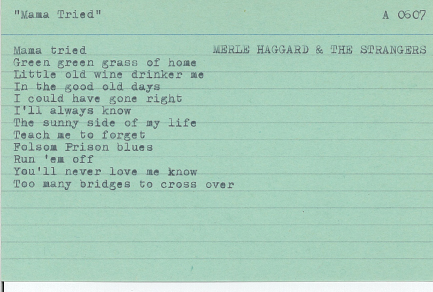 "Mama Tried" A 0607
Mama tried MERLE HAGGARD & THE STRANGERS
Green green grass of home
Little old wine drinker me
In the good old days
I could have gone right
I'll always know
The sunny side of my life
Teach me to forget
Folsom Prison blues
Run 'em off
You'll never love me know
Too many bridges to cross over